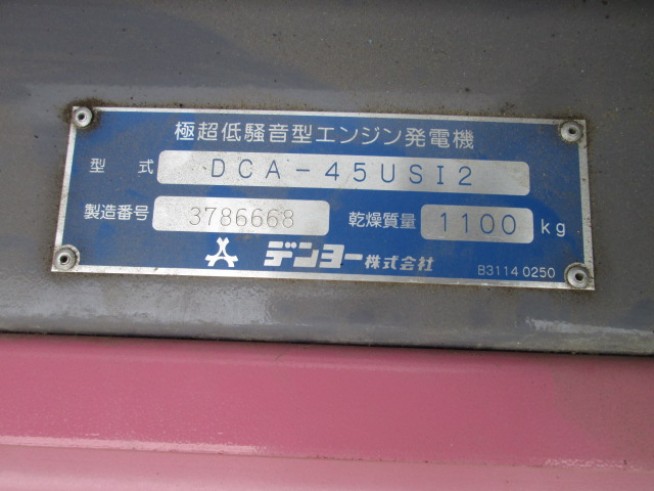 極超低騒音型エンジン発電機
型式 DCA-45USI2
製造番号 3786668 乾燥質量 1100 kg
デンヨー株式会社 B3114 0250